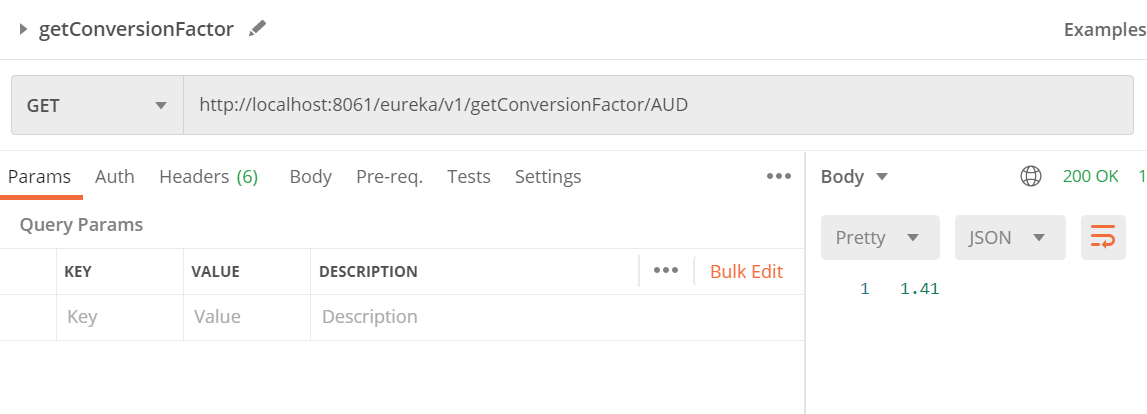 getConversionFactor
Examples
GET http://localhost:8061/eureka/v1/getConversionFactor/AUD
Params Auth Headers (6) Body Pre-req. Tests Settings
Query Params
KEY VALUE DESCRIPTION Bulk Edit
Key Value Description
Body 200 OK 1
Pretty JSON
1 1.41